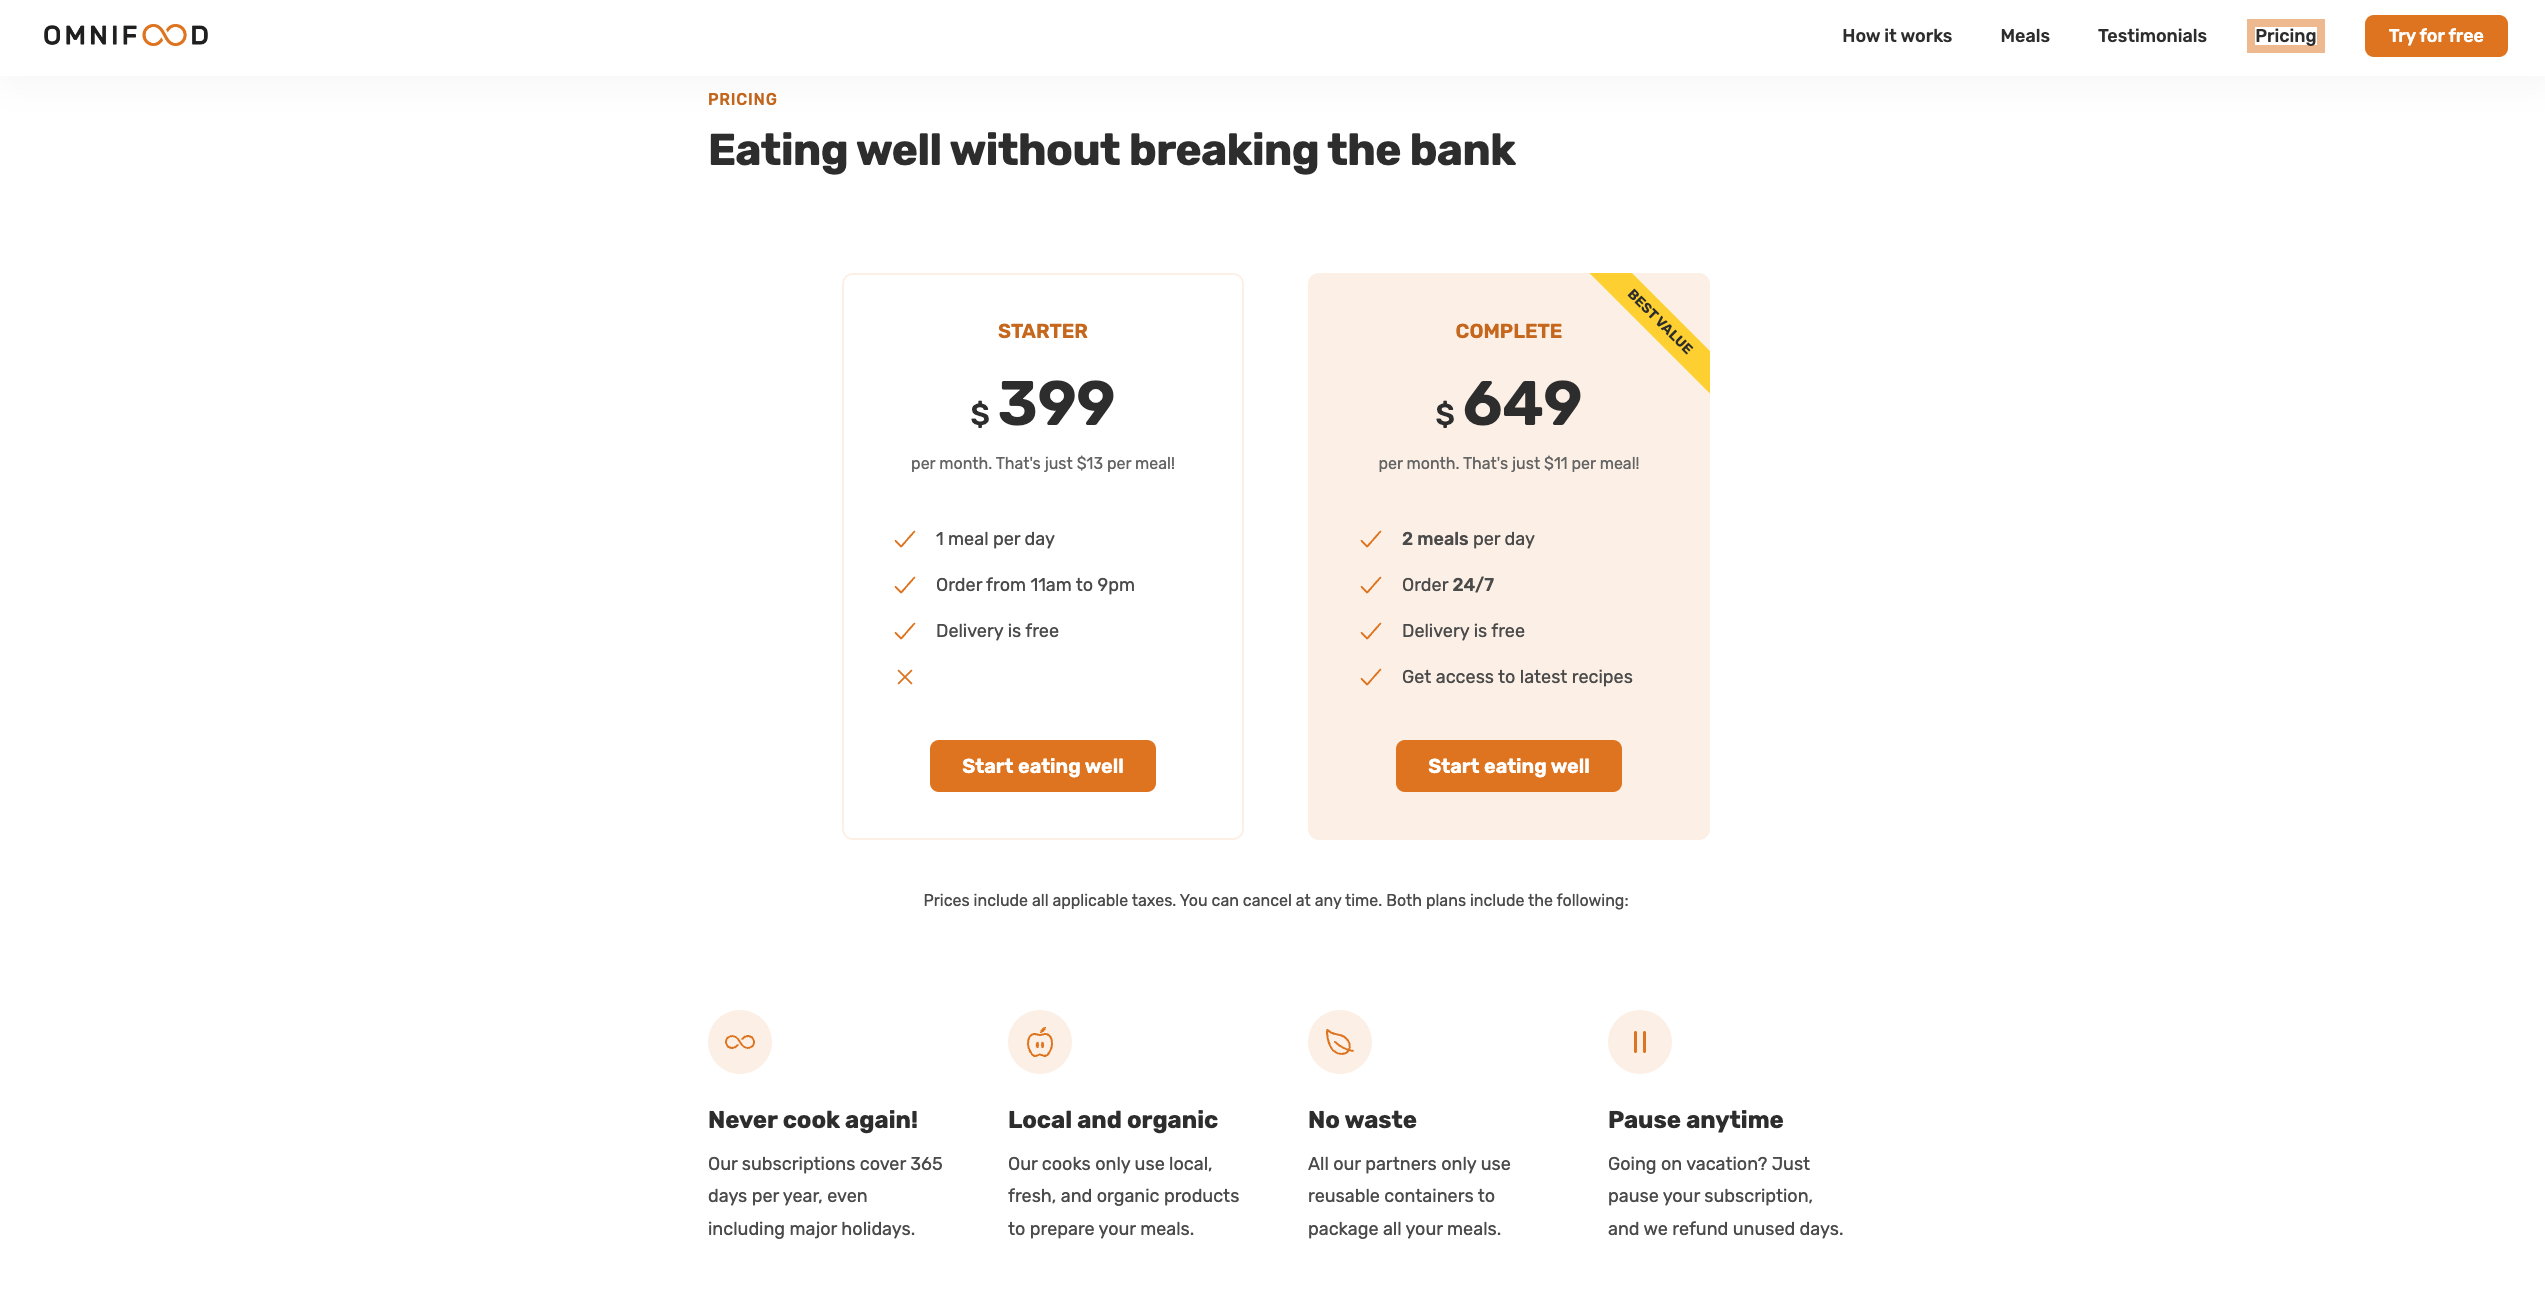 OMNIFOOD
How it works
Meals
Testimonials
Pricing
Try for free
PRICING
Eating well without breaking the bank
STARTER
$ 399
per month. That's just $13 per meal!
1 meal per day
Order from 11am to 9pm
Delivery is free
Start eating well
BEST VALUE
COMPLETE
$ 649
per month. That's just $11 per meal!
2 meals per day
Order 24/7
Delivery is free
Get access to latest recipes
Start eating well
Prices include all applicable taxes. You can cancel at any time. Both plans include the following:
Never cook again!
Our subscriptions cover 365
days per year, even
including major holidays.
Local and organic
Our cooks only use local,
fresh, and organic products
to prepare your meals.
No waste
All our partners only use
reusable containers to
package all your meals.
Pause anytime
Going on vacation? Just
pause your subscription,
and we refund unused days.